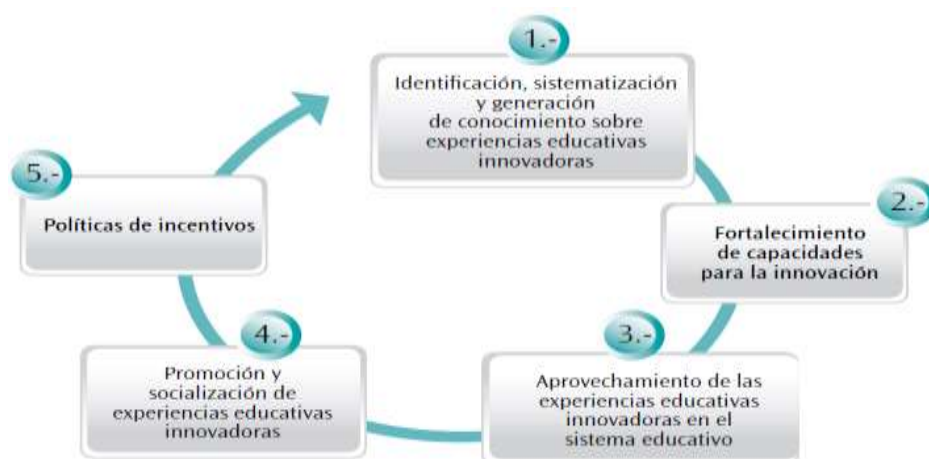 1.-
Identificación, sistematización
y generación
de conocimiento sobre
experiencias educativas
innovadoras
2.-
Fortalecimiento
de capacidades
para la innovación
3.-
Aprovechamiento de las
experiencias educativas
innovadoras en el
sistema educativo
4.-
Promoción y
socialización de
experiencias educativas
innovadoras
5.-
Políticas de incentivos